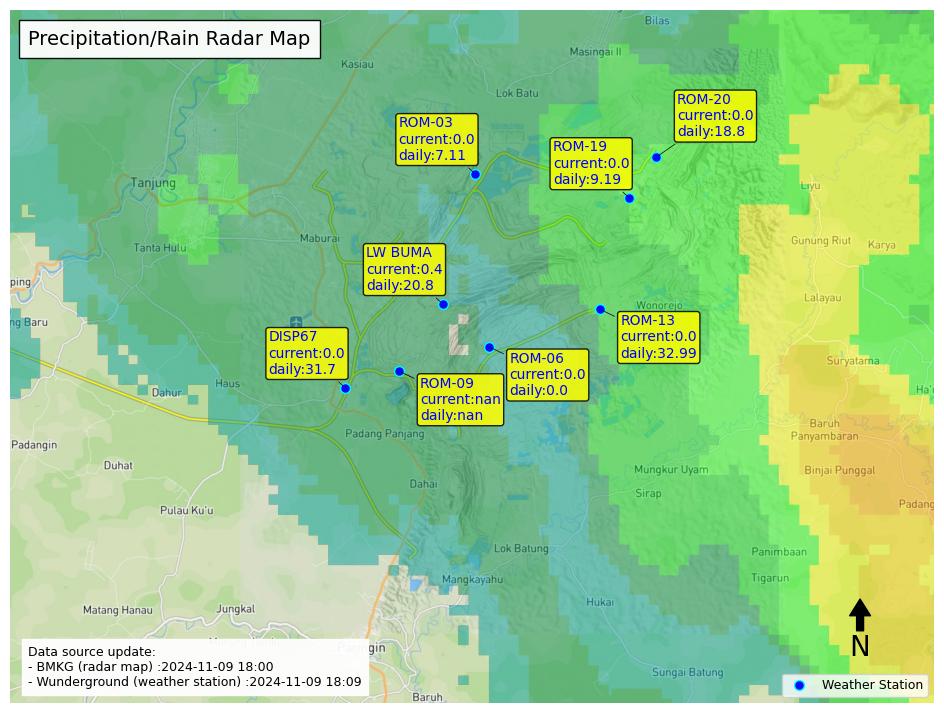 Precipitation/Rain Radar Map
Bilas
Masingai II
Kasiau
Lok Batu
ROM-20
current:0.0
daily:18.8
ROM-03
current:0.0
daily:7.11
ROM-19
current:0.0
daily:9.19
Tanjung
Liyu
Maburai
Tanta Hulu
Gunung Riut
Karya
LW BUMA
current:0.4
daily:20.8
ping
Lalayau
Wonorejo
ng Baru
ROM-13
current:0.0
daily:32.99
DISP67
current:0.0
daily:31.7
ROM-06
current:0.0
daily:0.0
Suryatama
Haus
Dahur
Ha'
ROM-09
current:nan
daily:nan
Baruh
Panyambaran
Padang Panjang
Padangin
Duhat
Mungkur Uyam
Binjai Punggal
Dahai
Sirap
Padang
Pulau Ku'u
Lok Batung
Panimbaan
Mangkayahu
Tigarun
Hukai
Matang Hanau
Jungkal
Paringin
N
Data source update:
- BMKG (radar map) :2024-11-09 18:00
- Wunderground (weather station) :2024-11-09 18:09
Sungai Batung
Weather Station
Baruh